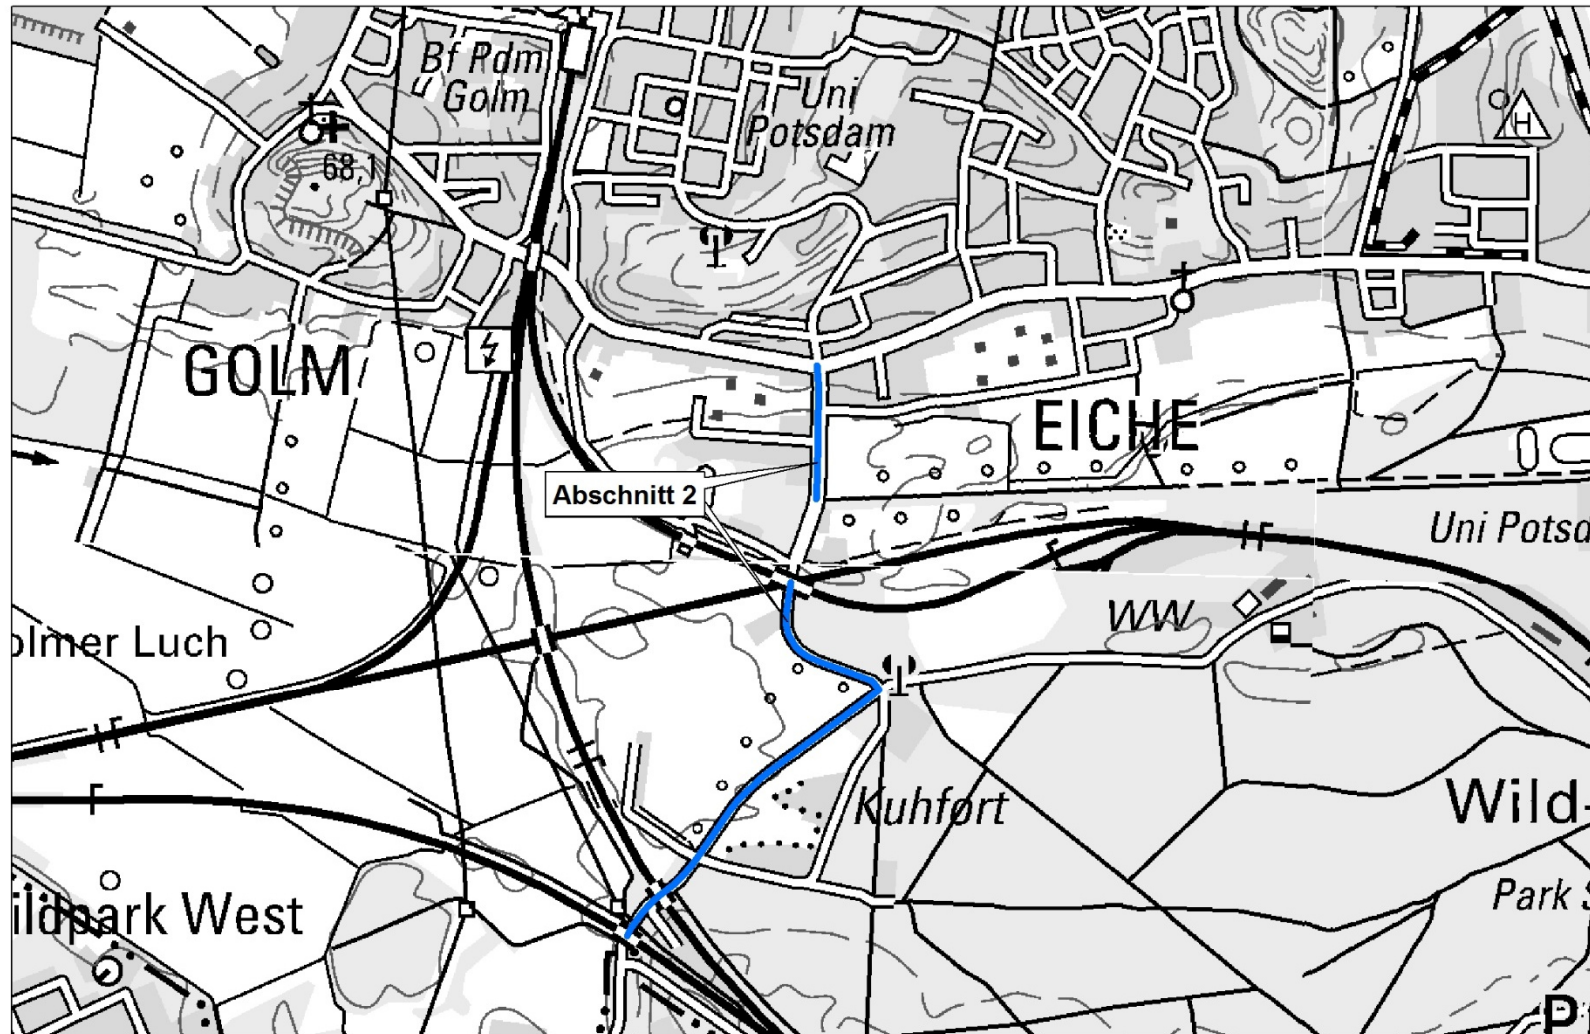 Bf Pdm
Golm
Uni
Potsdam
H
68,1
GOLM
EICHE
Abschnitt 2
Uni Potsd
WW
olmer Luch
Kuhfort
Wild-
ildpark West
Park S
P